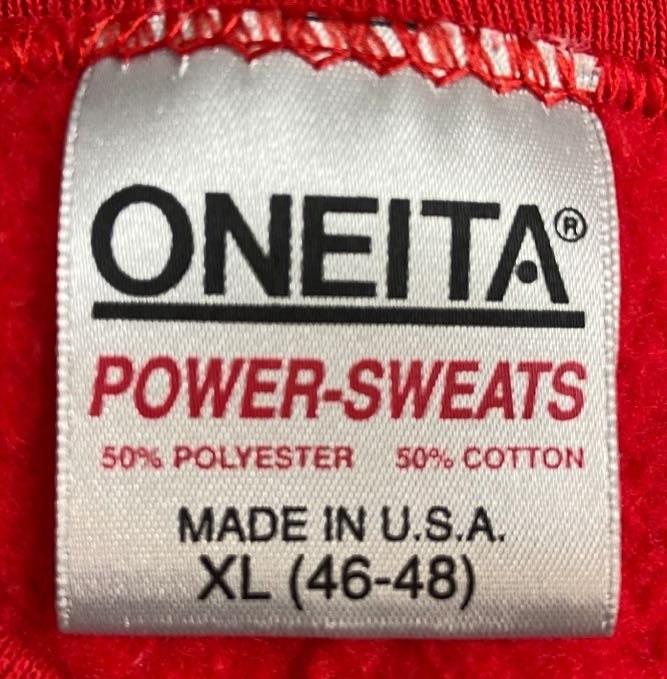 ONEITA®
POWER-SWEATS
50% POLYESTER 50% COTTON
MADE IN U.S.A.
XL (46-48)